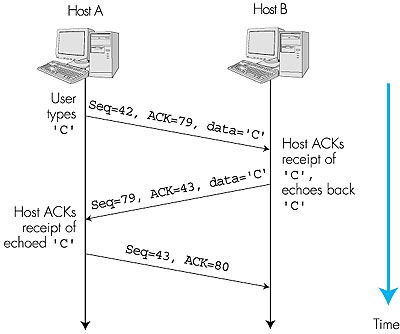 Host A
Host B
User
types
'C'
Seq=42, ACK=79, data='C'
Host ACKs
receipt of
'C',
echoes back
'C'
Seq=79, ACK=43, data='C'
Host ACKs
receipt of
echoed 'C'
Seq=43, ACK=80
Time